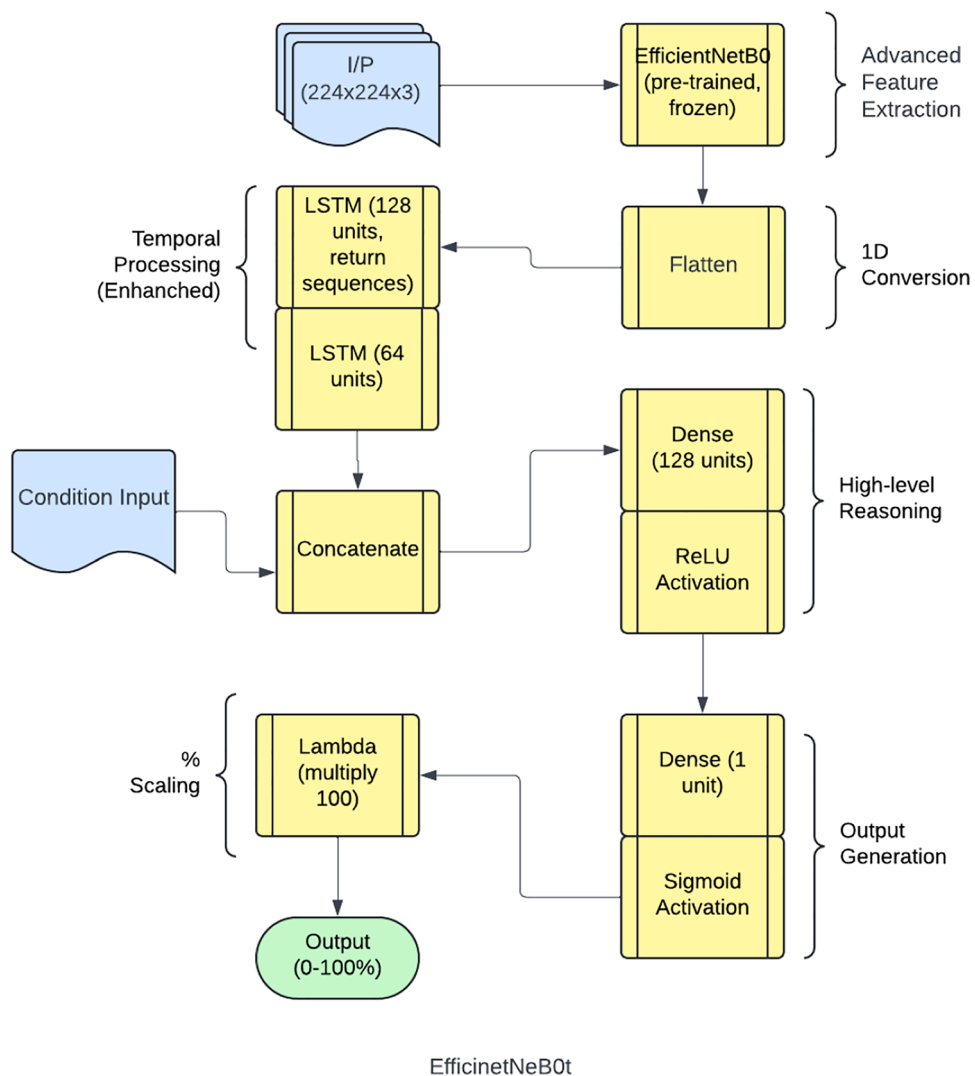 I/P
(224x224x3)
EfficientNetB0
(pre-trained,
frozen)
Advanced
Feature
Extraction
Temporal
Processing
(Enhanched)
LSTM (128
units,
return
sequences)
LSTM (64
units)
Flatten
1D
Conversion
Condition Input
Concatenate
Dense
(128 units)
ReLU
Activation
High-level
Reasoning
%
Scaling
Lambda
(multiply
100)
Dense (1
unit)
Sigmoid
Activation
Output
Generation
Output
(0-100%)
EfficinetNeB0t